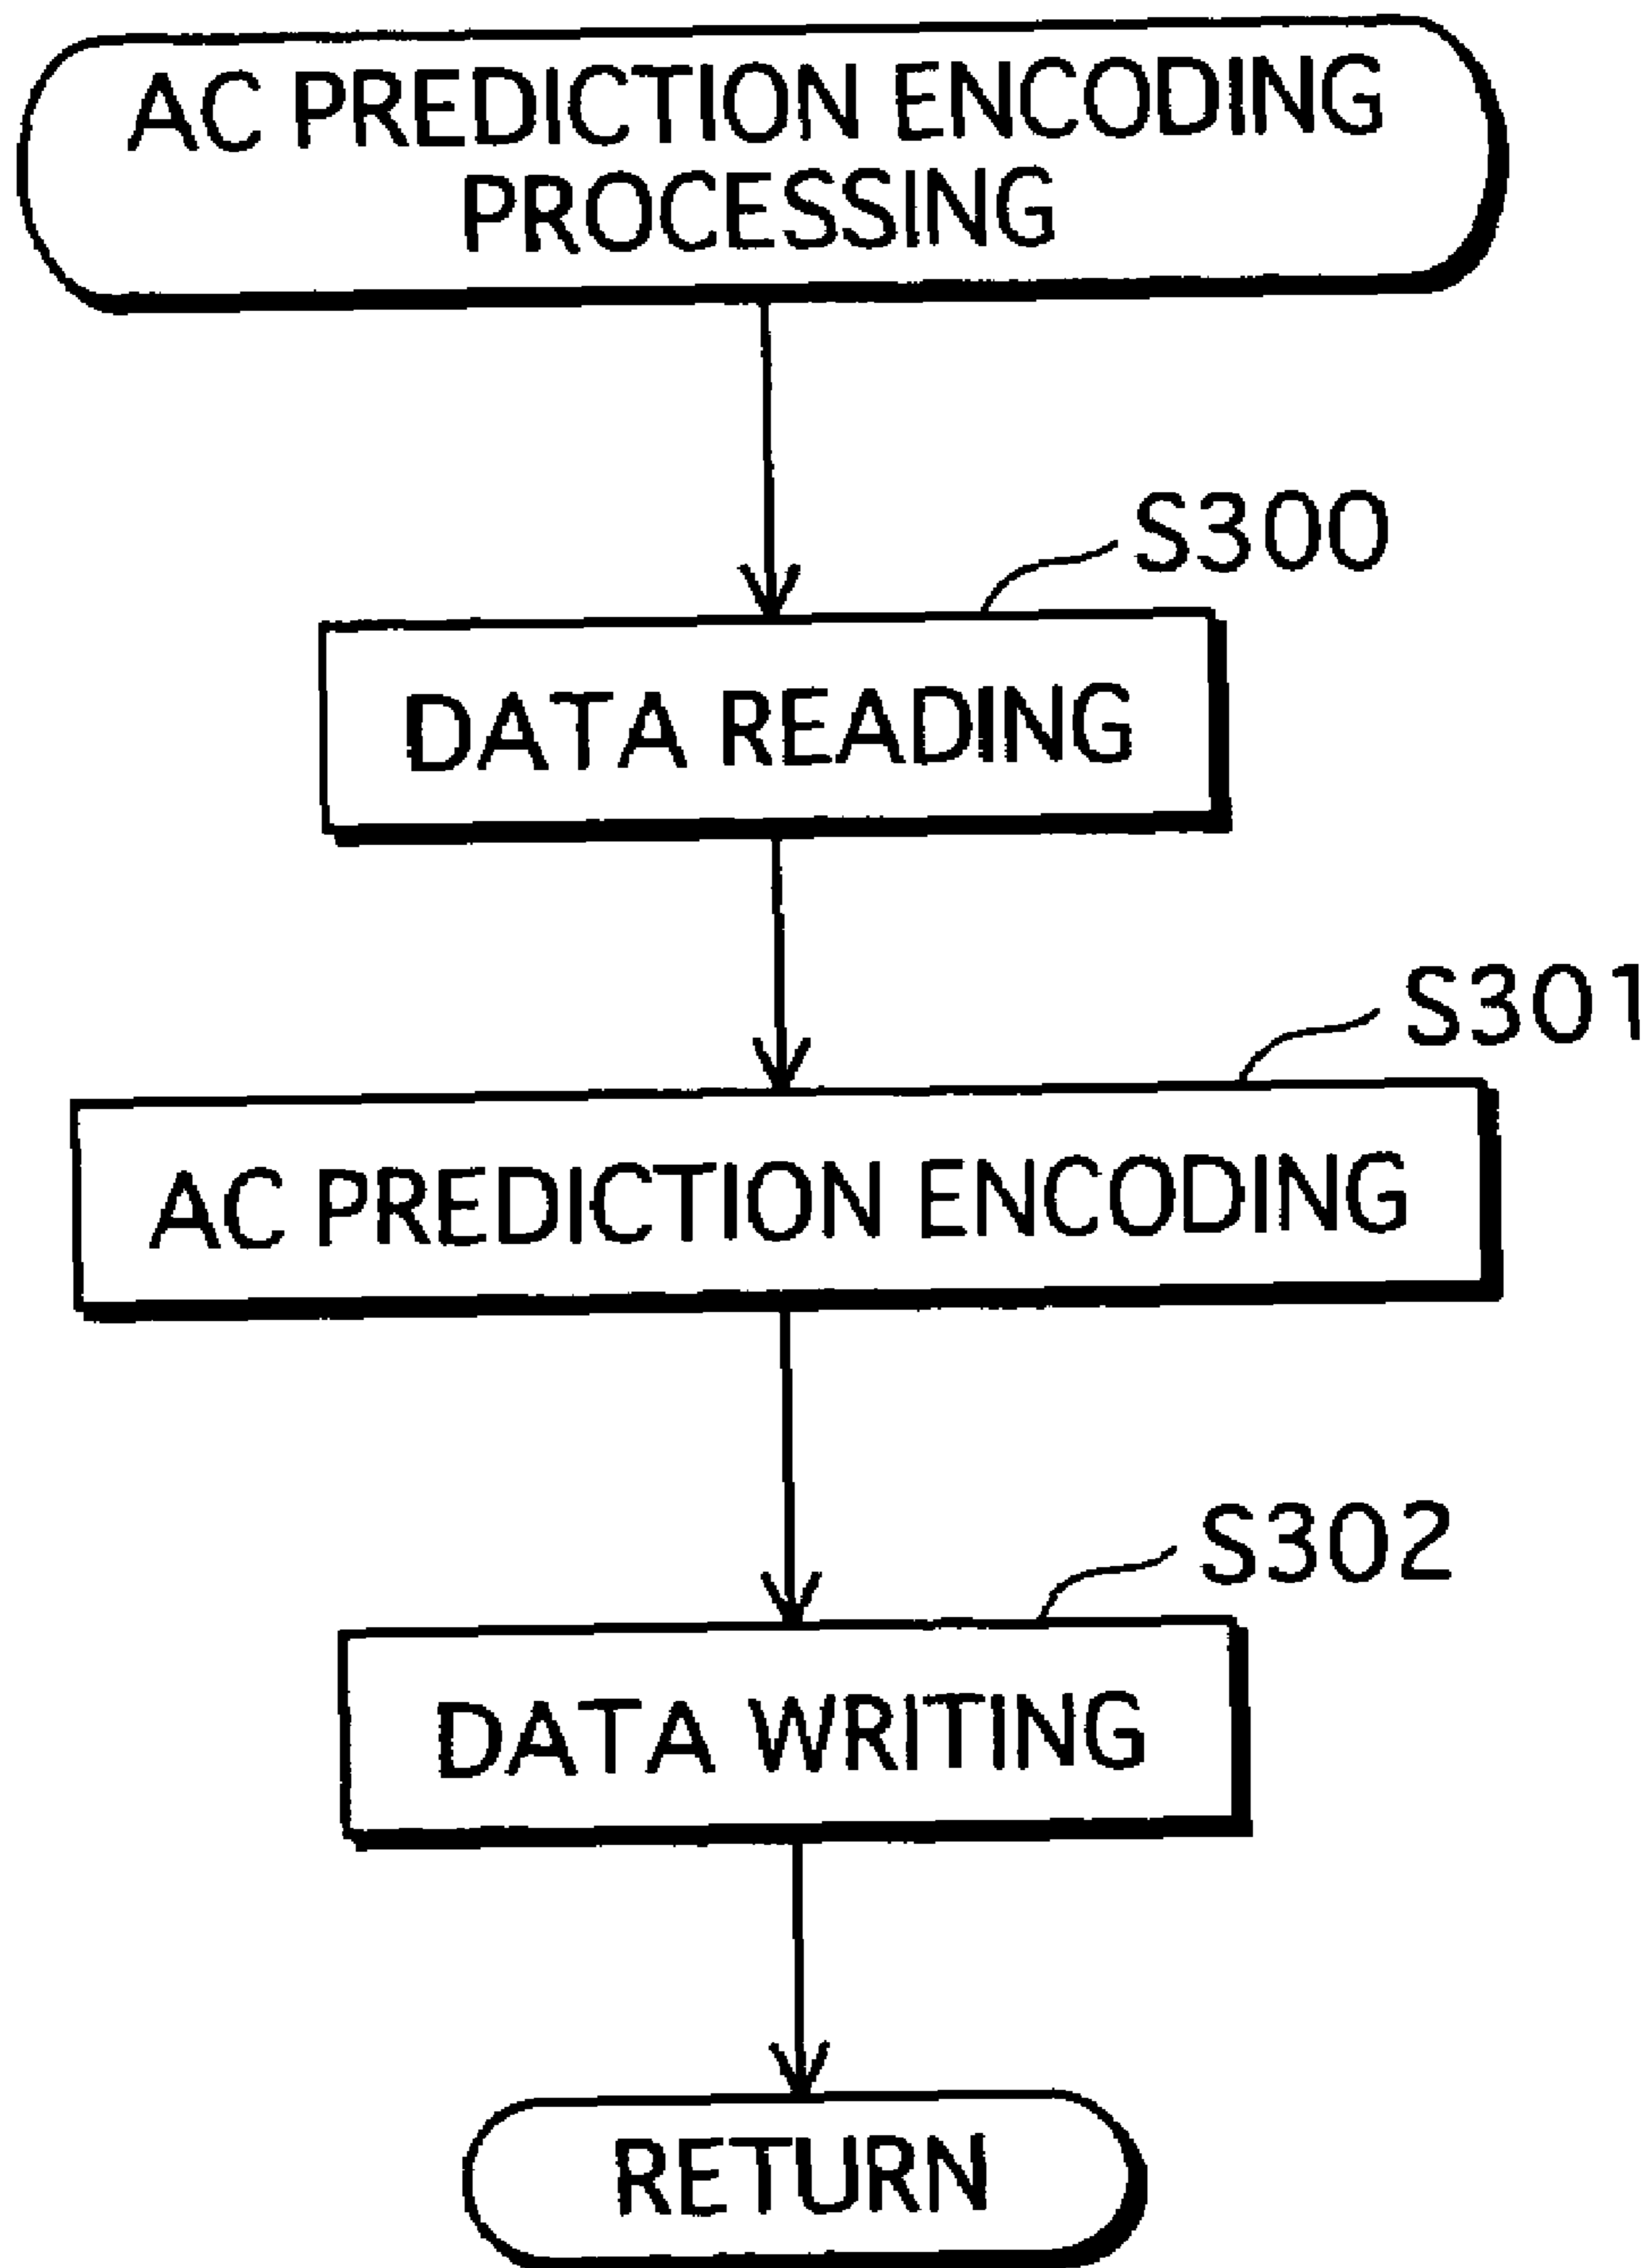 AC PREDICTION ENCODING
PROCESSING
S300
DATA READING
S301
AC PREDICTION ENCODING
S302
DATA WRITING
RETURN